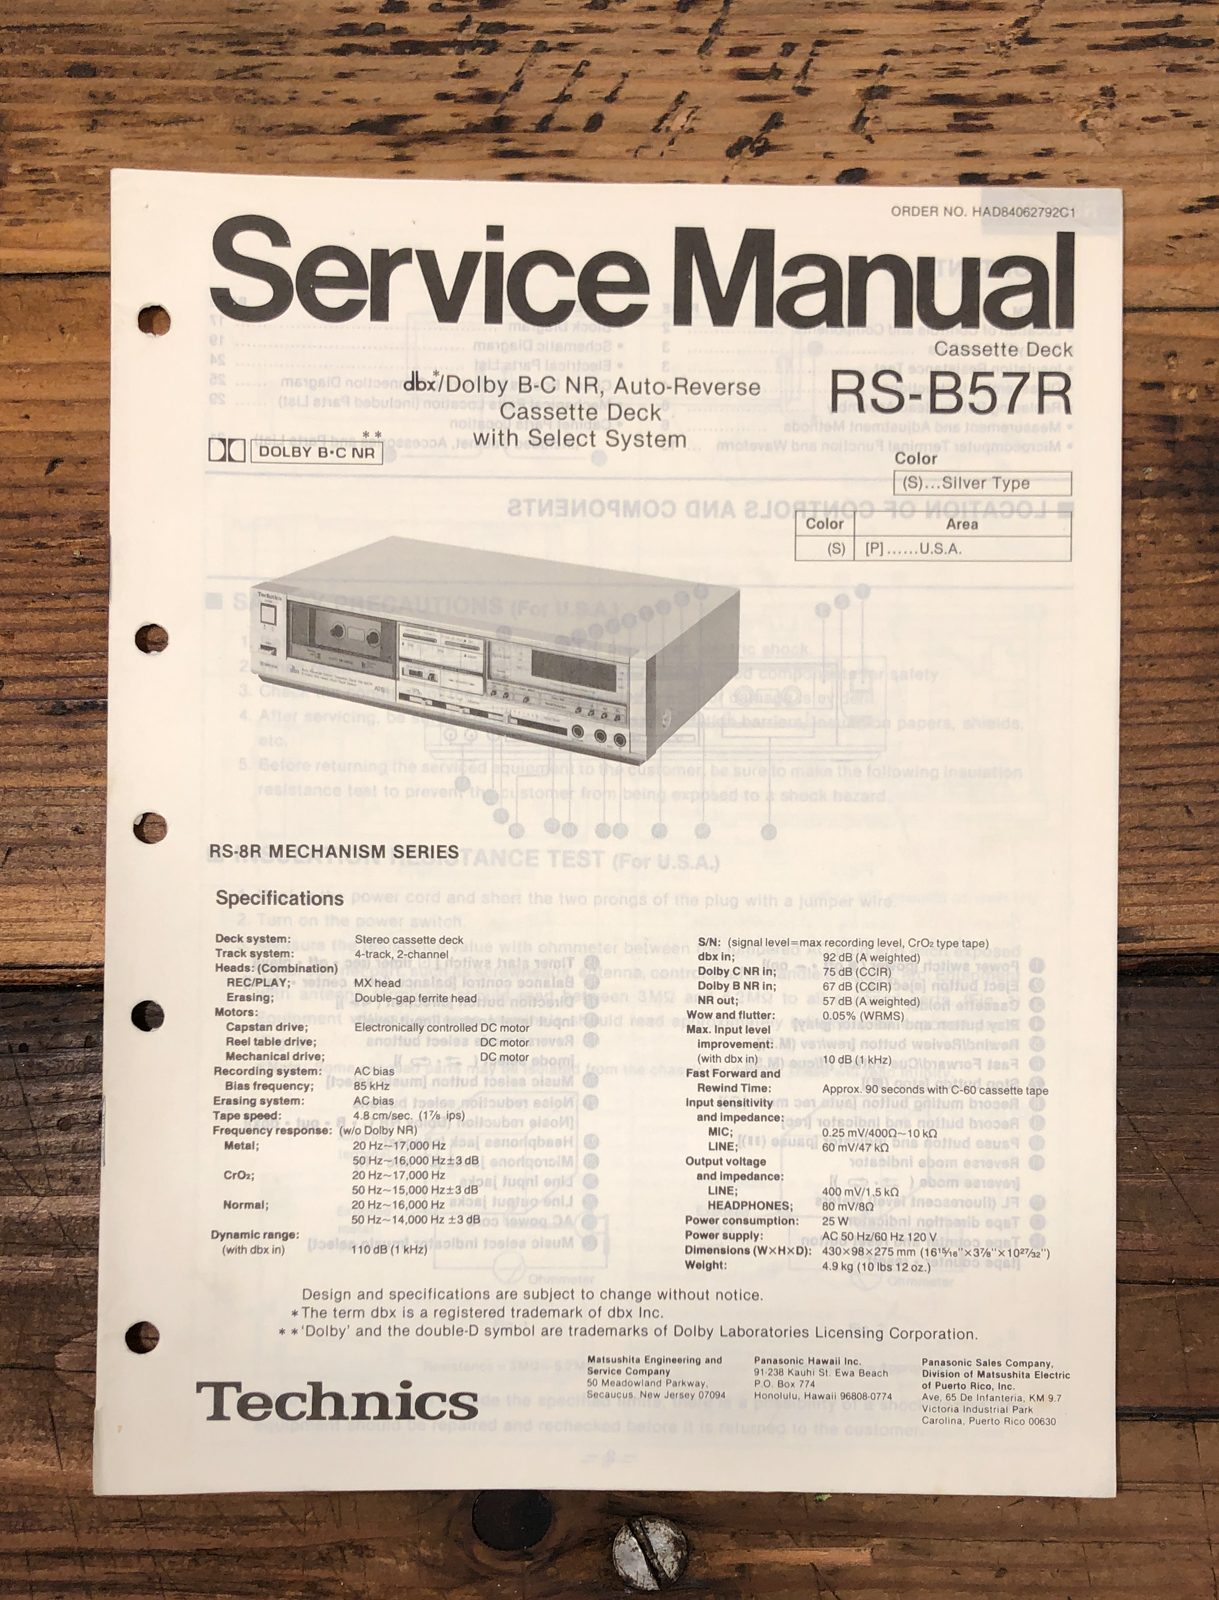 ORDER NO. HAD84062792C1
Service Manual
Cassette Deck
dbx*/Dolby B-C NR, Auto-Reverse
Cassette Deck
with Select System
RS-B57R
**
DOLBY B·C NR
Color
(S)...Silver Type
Color Area
(S) [P]......U.S.A.
Technics
RS-8R MECHANISM SERIES
Specifications
Deck system: Stereo cassette deck
Track system: 4-track, 2-channel
Heads: (Combination)
REC/PLAY; MX head
Erasing; Double-gap ferrite head
Motors:
Capstan drive; Electronically controlled DC motor
Reel table drive; DC motor
Mechanical drive; DC motor
Recording system: AC bias
Bias frequency; 85 kHz
Erasing system: AC bias
Tape speed: 4.8 cm/sec. (1⅞ ips)
Frequency response: (w/o Dolby NR)
Metal; 20 Hz~17,000 Hz
50 Hz~16,000 Hz±3 dB
CrO₂; 20 Hz~17,000 Hz
50 Hz~15,000 Hz±3 dB
Normal; 20 Hz~16,000 Hz
50 Hz~14,000 Hz ±3 dB
Dynamic range:
(with dbx in) 110 dB (1 kHz)
S/N: (signal level=max recording level, CrO₂ type tape)
dbx in; 92 dB (A weighted)
Dolby C NR in; 75 dB (CCIR)
Dolby B NR in; 67 dB (CCIR)
NR out; 57 dB (A weighted)
Wow and flutter: 0.05% (WRMS)
Max. Input level
improvement:
(with dbx in) 10 dB (1 kHz)
Fast Forward and
Rewind Time: Approx. 90 seconds with C-60 cassette tape
Input sensitivity
and impedance:
MIC; 0.25 mV/400Ω~10 kΩ
LINE; 60 mV/47 kΩ
Output voltage
and impedance:
LINE; 400 mV/1.5 kΩ
HEADPHONES; 80 mV/8Ω
Power consumption: 25 W
Power supply: AC 50 Hz/60 Hz 120 V
Dimensions (W×H×D): 430×98×275 mm (16¹⁵⁄₁₆"×3⅞"×10²⁷⁄₃₂")
Weight: 4.9 kg (10 lbs 12 oz.)
Design and specifications are subject to change without notice.
* The term dbx is a registered trademark of dbx Inc.
* * 'Dolby' and the double-D symbol are trademarks of Dolby Laboratories Licensing Corporation.
Technics
Matsushita Engineering and
Service Company
50 Meadowland Parkway,
Secaucus, New Jersey 07094
Panasonic Hawaii Inc.
91-238 Kauhi St. Ewa Beach
P.O. Box 774
Honolulu, Hawaii 96808-0774
Panasonic Sales Company,
Division of Matsushita Electric
of Puerto Rico, Inc.
Ave, 65 De Infanteria, KM 9.7
Victoria Industrial Park
Carolina, Puerto Rico 00630